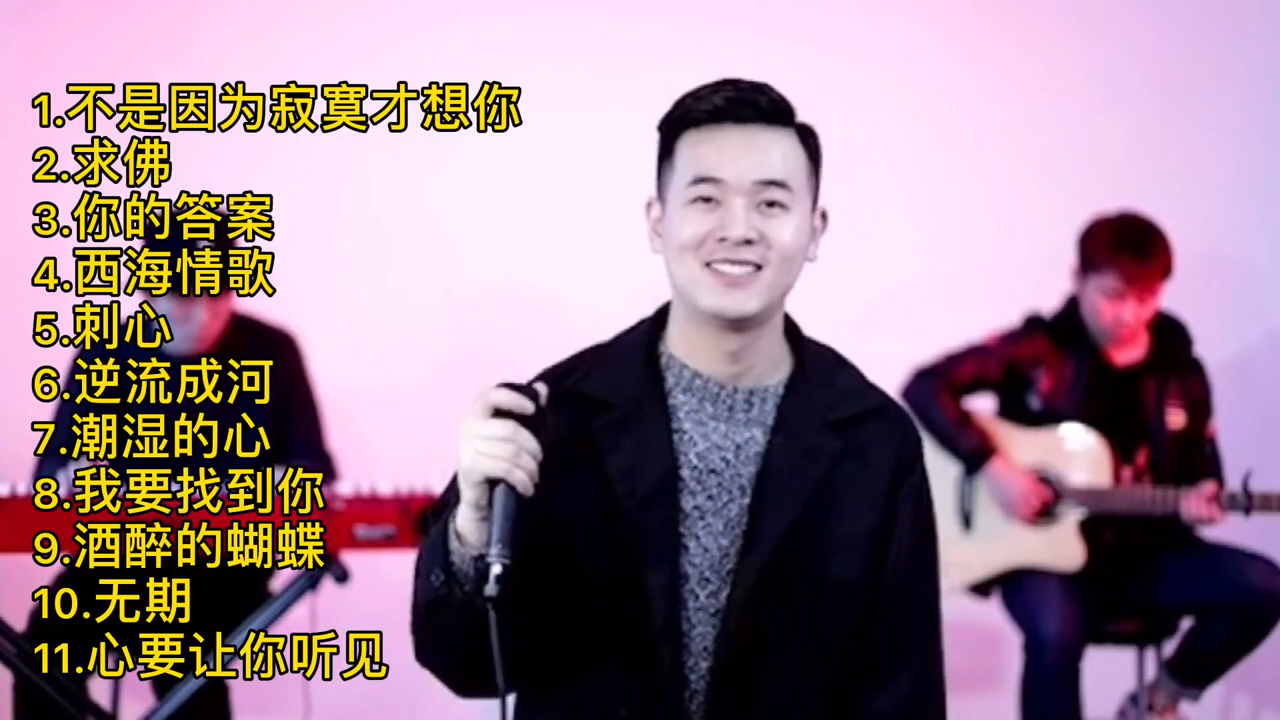 1.不是因为寂寞才想你
2.求佛
3.你的答案
4.西海情歌
5.刺心
6.逆流成河
7.潮湿的心
8.我要找到你
9.酒醉的蝴蝶
10.无期
11.心要让你听见